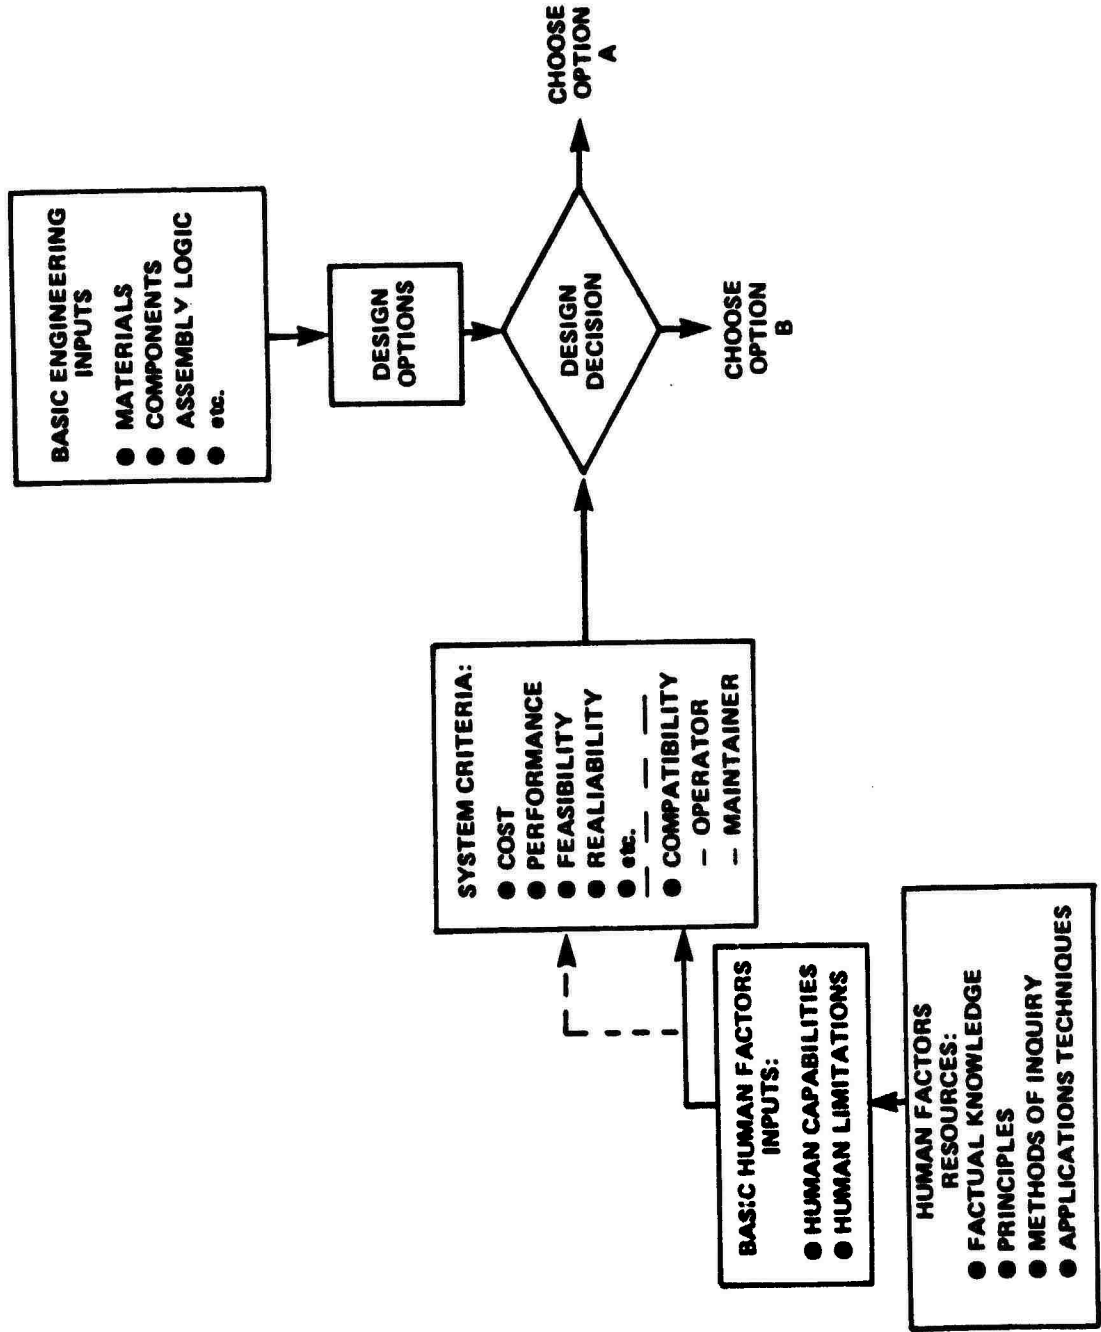 BASIC ENGINEERING
INPUTS
● MATERIALS
● COMPONENTS
● ASSEMBLY LOGIC
● etc.
DESIGN
OPTIONS
DESIGN
DECISION
CHOOSE
OPTION
A
CHOOSE
OPTION
B
SYSTEM CRITERIA:
● COST
● PERFORMANCE
● FEASIBILITY
● REALIABILITY
● etc.
● COMPATIBILITY
– OPERATOR
– MAINTAINER
BASIC HUMAN FACTORS
INPUTS:
● HUMAN CAPABILITIES
● HUMAN LIMITATIONS
HUMAN FACTORS
RESOURCES:
● FACTUAL KNOWLEDGE
● PRINCIPLES
● METHODS OF INQUIRY
● APPLICATIONS TECHNIQUES